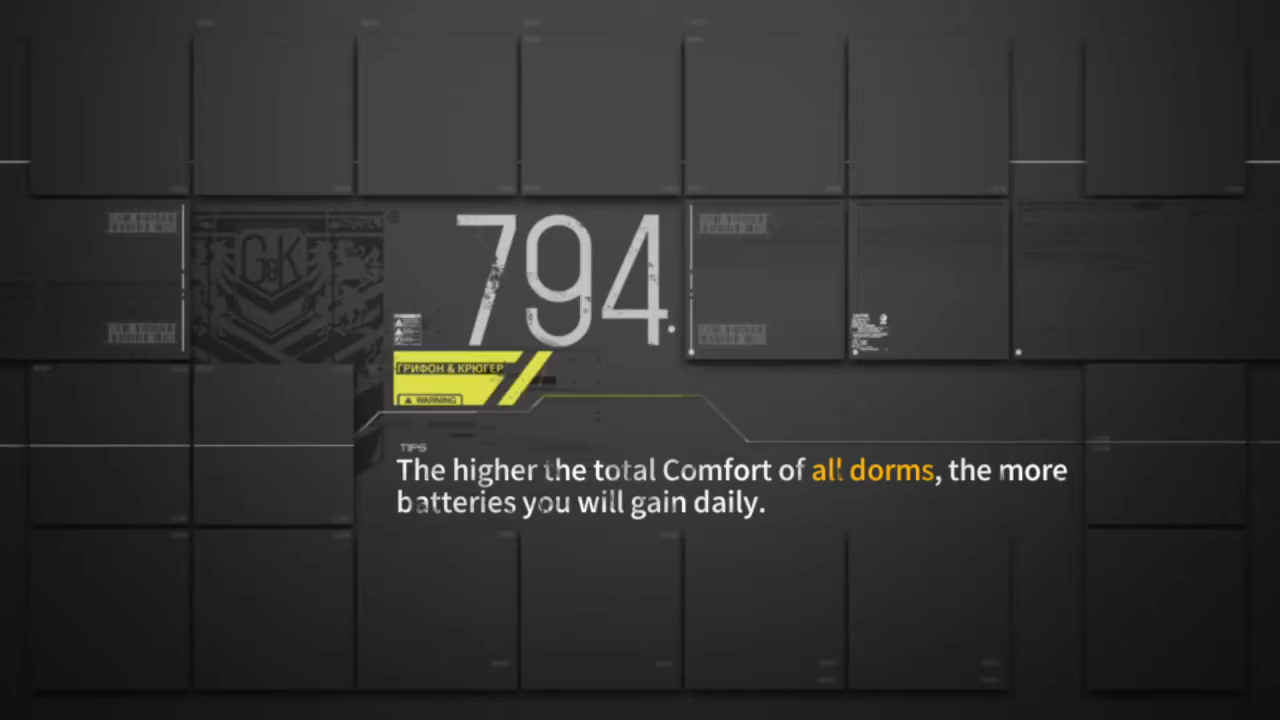 G&K
794.
ГРИФОН & КРЮГЕР
WARNING
TIPS
The higher the total Comfort of all dorms, the more
batteries you will gain daily.